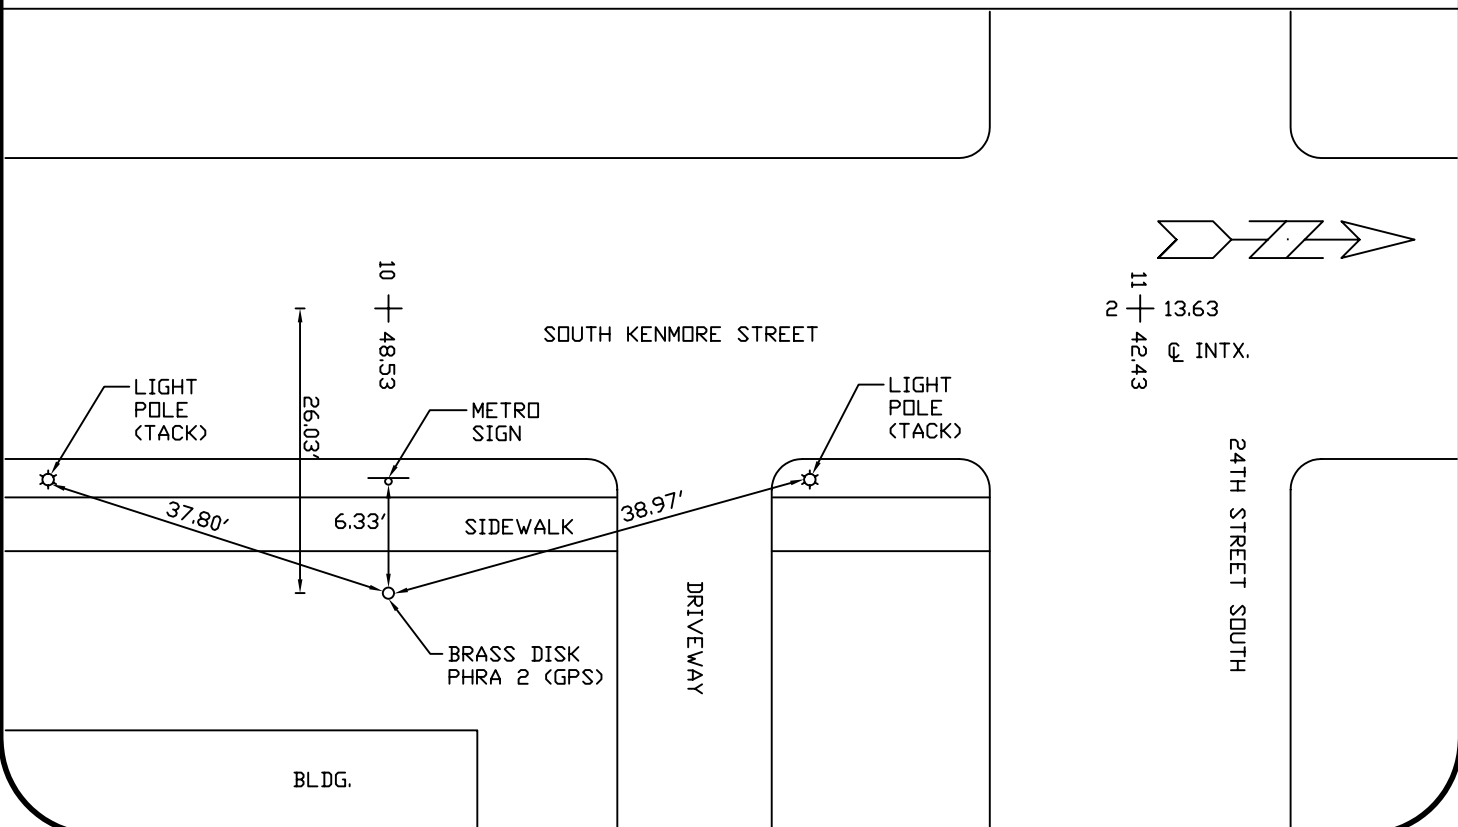 10
48.53
SOUTH KENMORE STREET
11
2
13.63
42.43
℄ INTX.
LIGHT
POLE
(TACK)
26.03'
METRO
SIGN
LIGHT
POLE
(TACK)
37.80'
6.33'
SIDEWALK
38.97'
24TH STREET SOUTH
DRIVEWAY
BRASS DISK
PHRA 2 (GPS)
BLDG.
N